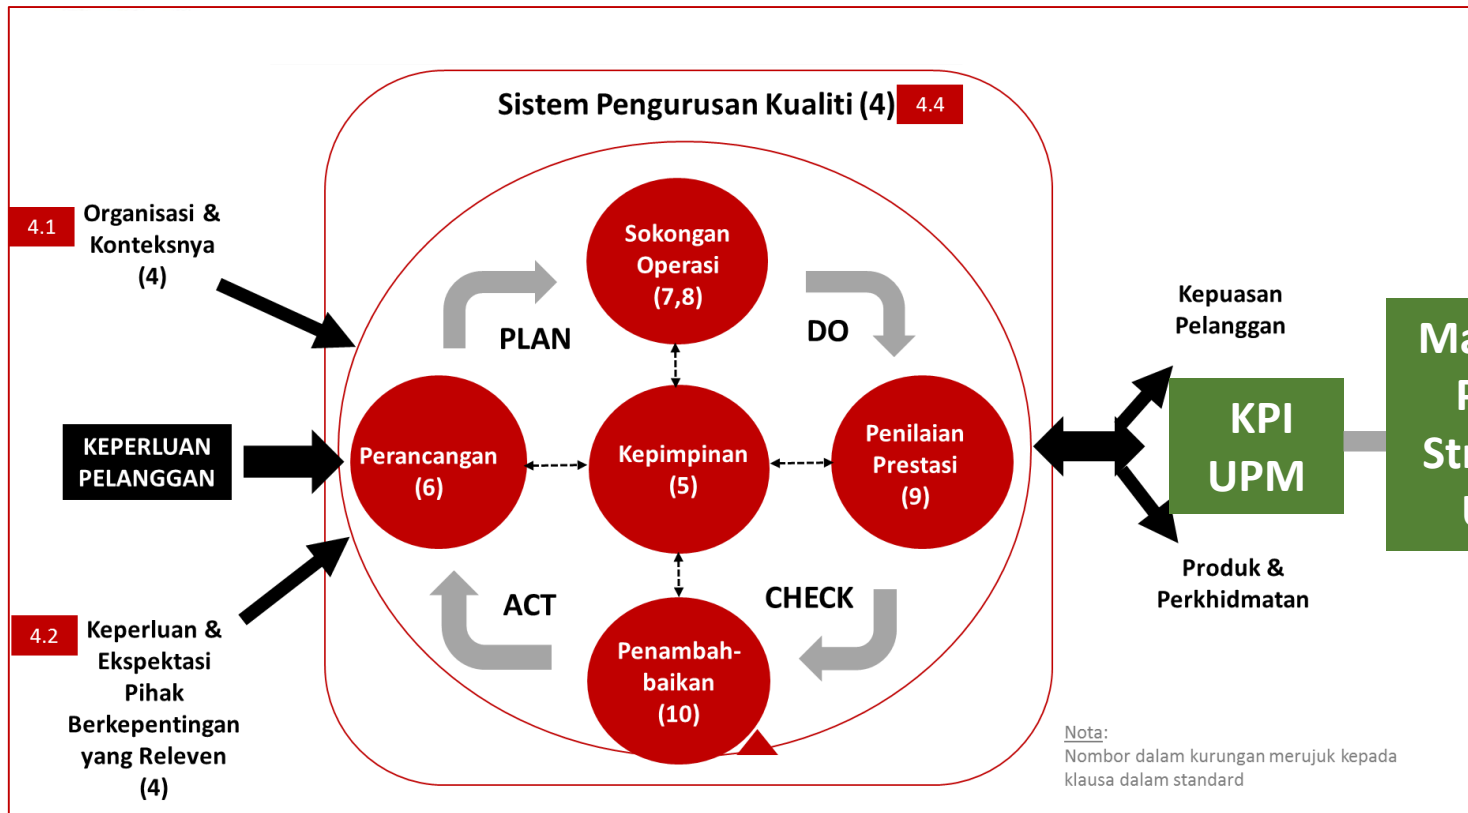 Sistem Pengurusan Kualiti (4)
4.4
4.1
Organisasi &
Konteksnya
(4)
KEPERLUAN
PELANGGAN
4.2
Keperluan &
Ekspektasi
Pihak
Berkepentingan
yang Releven
(4)
Sokongan
Operasi
(7,8)
PLAN
DO
Perancangan
(6)
Kepimpinan
(5)
Penilaian
Prestasi
(9)
ACT
CHECK
Penambah-
baikan
(10)
Kepuasan
Pelanggan
KPI
UPM
Produk &
Perkhidmatan
Nota:
Nombor dalam kurungan merujuk kepada
klausa dalam standard